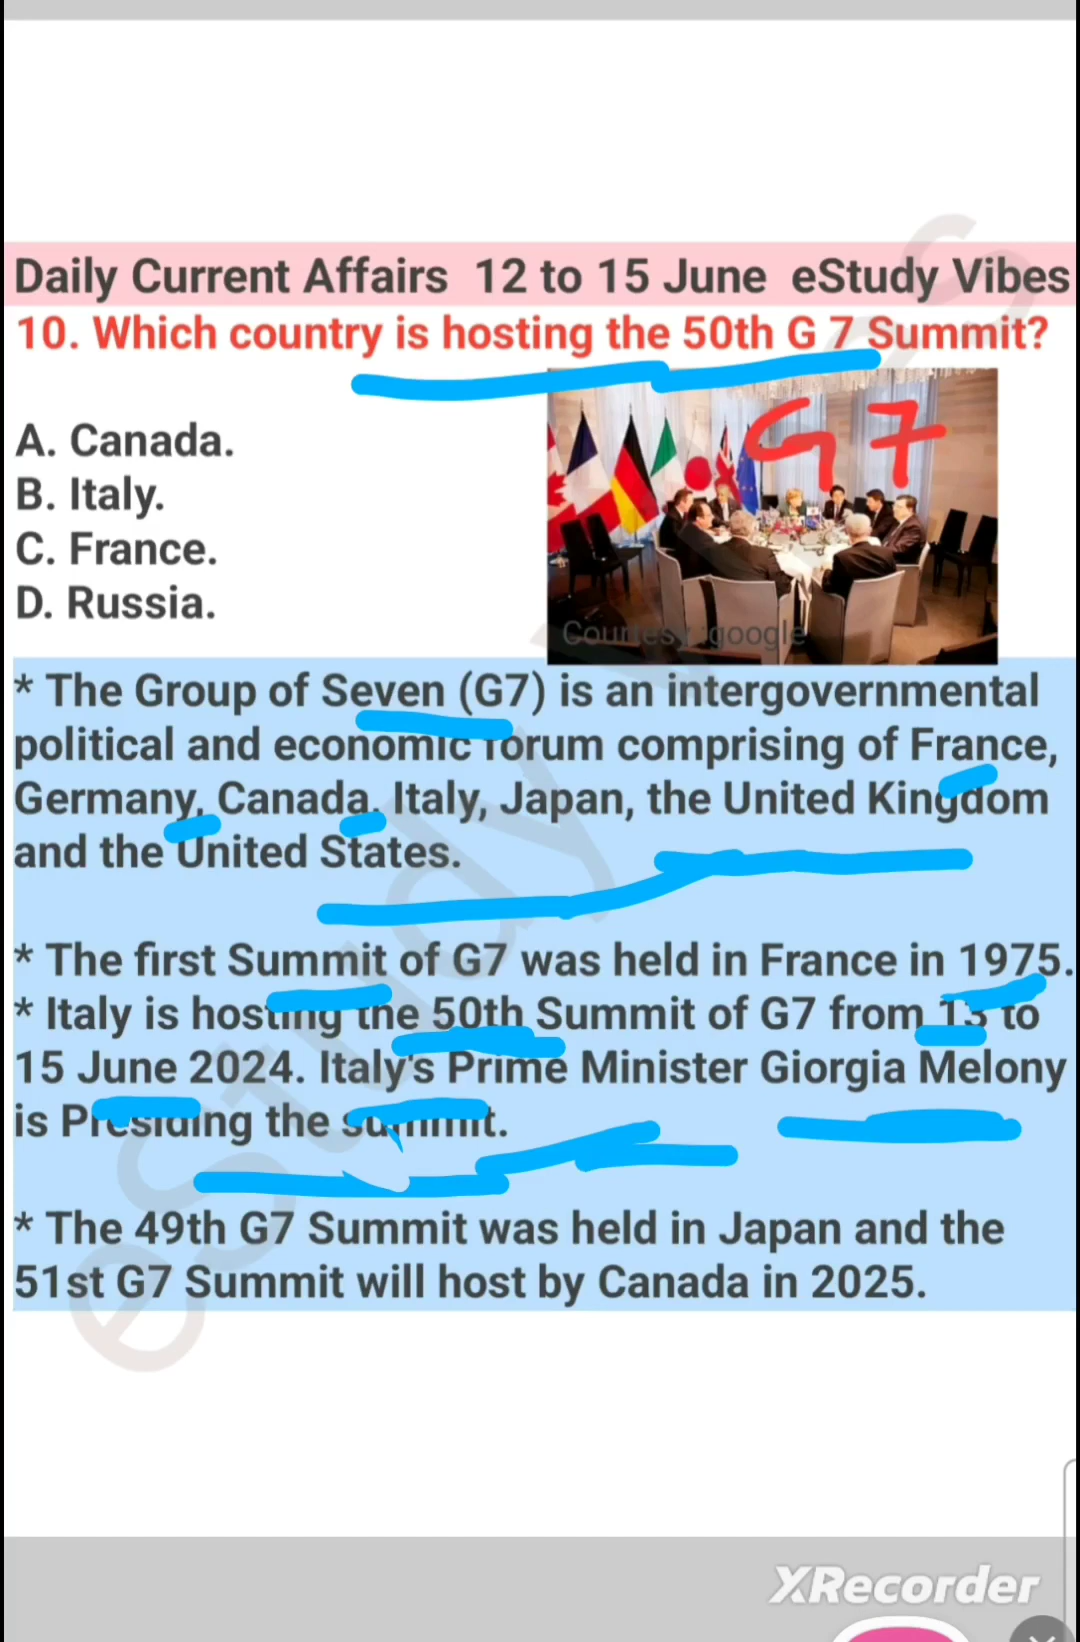 Daily Current Affairs 12 to 15 June eStudy Vibes
10. Which country is hosting the 50th G 7 Summit?
G7
A. Canada.
B. Italy.
C. France.
D. Russia.
Courtesy :google
* The Group of Seven (G7) is an intergovernmental
political and economic forum comprising of France,
Germany, Canada, Italy, Japan, the United Kingdom
and the United States.
* The first Summit of G7 was held in France in 1975.
* Italy is hosting the 50th Summit of G7 from 13 to
15 June 2024. Italy's Prime Minister Giorgia Melony
is Presiding the summit.
* The 49th G7 Summit was held in Japan and the
51st G7 Summit will host by Canada in 2025.
XRecorder